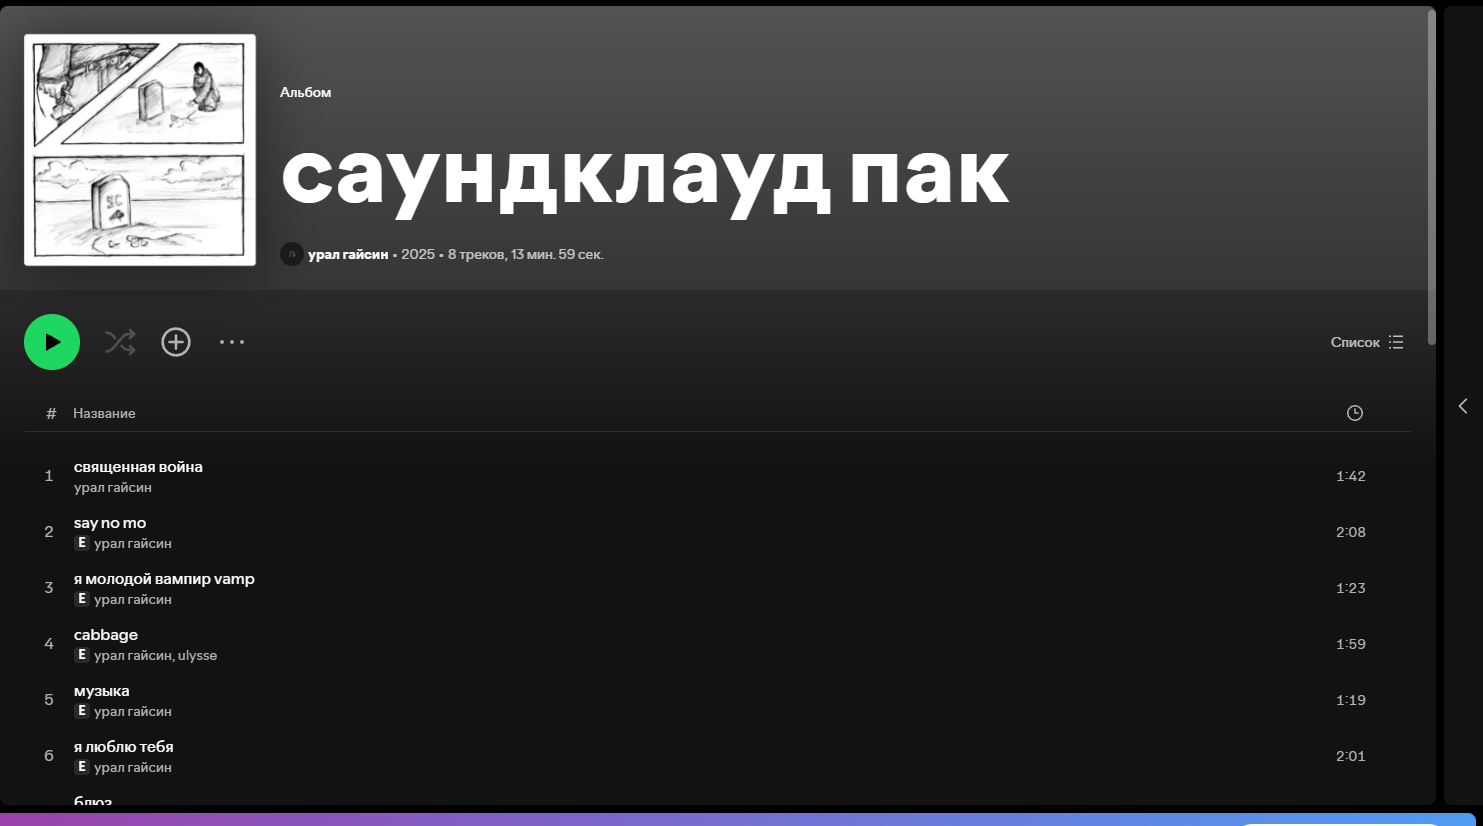 Альбом
саундклауд пак
урал гайсин • 2025 • 8 треков, 13 мин. 59 сек.
Список
# Название
1 священная война 1:42
урал гайсин
2 say no mo 2:08
E урал гайсин
3 я молодой вампир vamp 1:23
E урал гайсин
4 cabbage 1:59
E урал гайсин, ulysse
5 музыка 1:19
E урал гайсин
6 я люблю тебя 2:01
E урал гайсин
блюз
SC